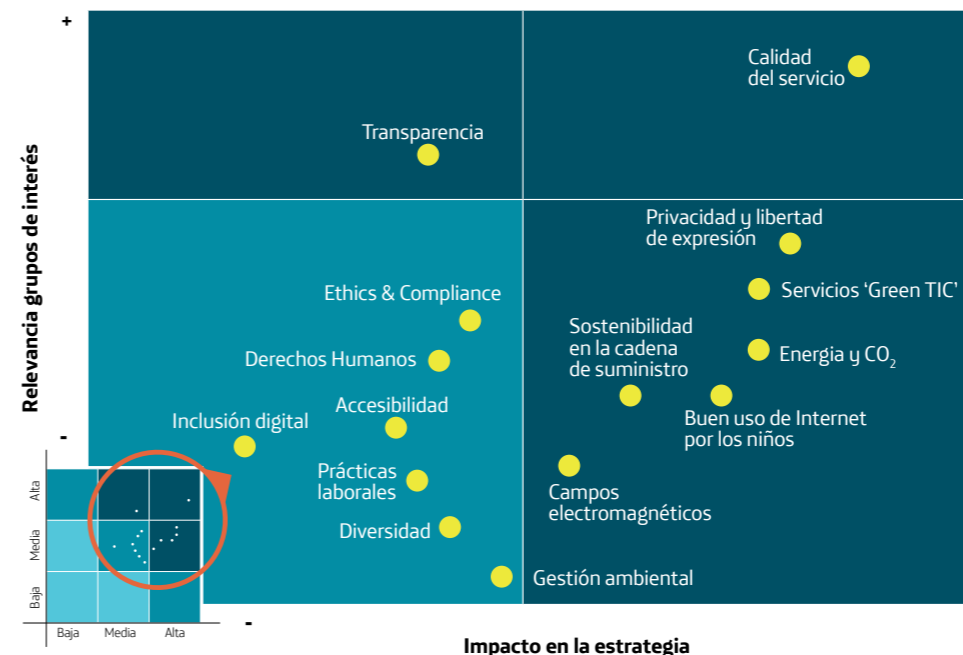 +
Calidad
del servicio
Transparencia
Relevancia grupos de interés
Privacidad y libertad
de expresión
Servicios ‘Green TIC’
Ethics & Compliance
Sostenibilidad
en la cadena
de suministro
Energia y CO₂
Derechos Humanos
Accesibilidad
Inclusión digital
Buen uso de Internet
por los niños
-
Prácticas
laborales
Campos
electromagnéticos
Diversidad
Gestión ambiental
Alta
Media
Baja
Baja Media Alta
-
Impacto en la estrategia